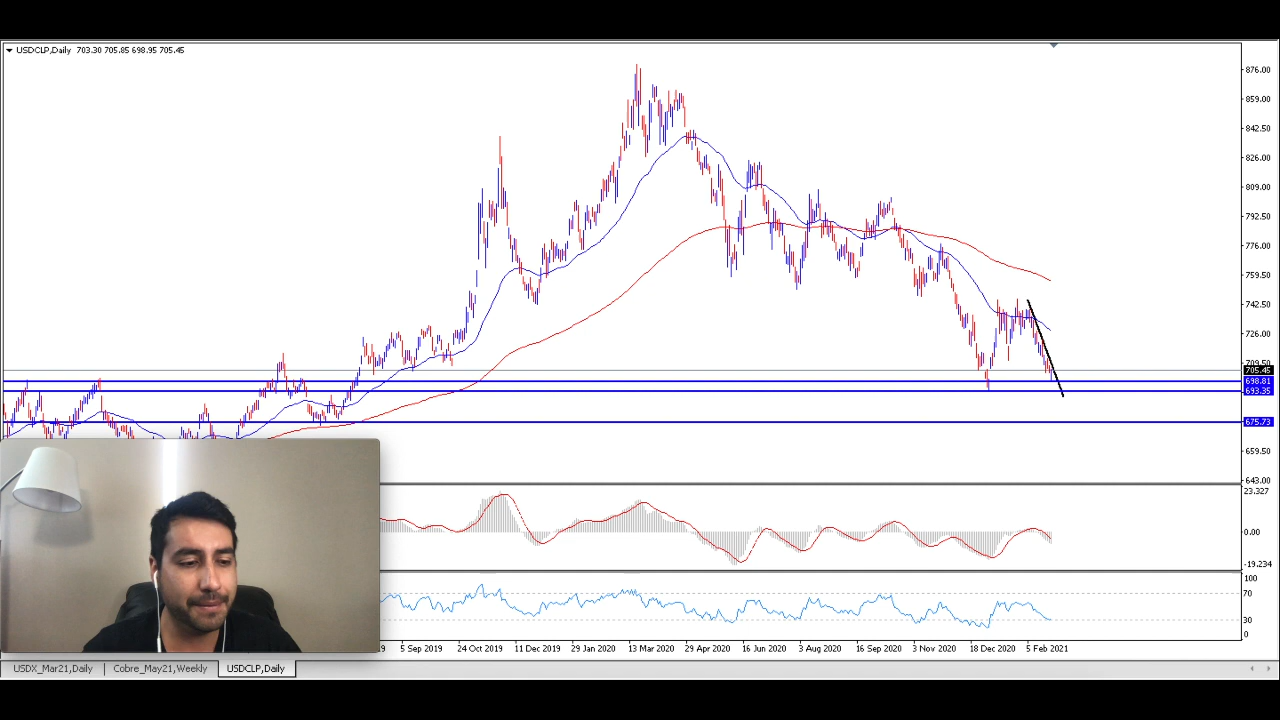 USDCLP,Daily 703.30 705.85 698.95 705.45
876.00
859.00
842.50
826.00
809.00
792.50
776.00
759.50
742.50
726.00
709.50
705.45
698.81
693.35
675.73
659.50
643.00
23.327
0.00
-19.234
100
70
30
0
5 Sep 2019
24 Oct 2019
11 Dec 2019
29 Jan 2020
13 Mar 2020
29 Apr 2020
16 Jun 2020
3 Aug 2020
16 Sep 2020
3 Nov 2020
18 Dec 2020
5 Feb 2021
USDX_Mar21,Daily
Cobre_May21,Weekly
USDCLP,Daily